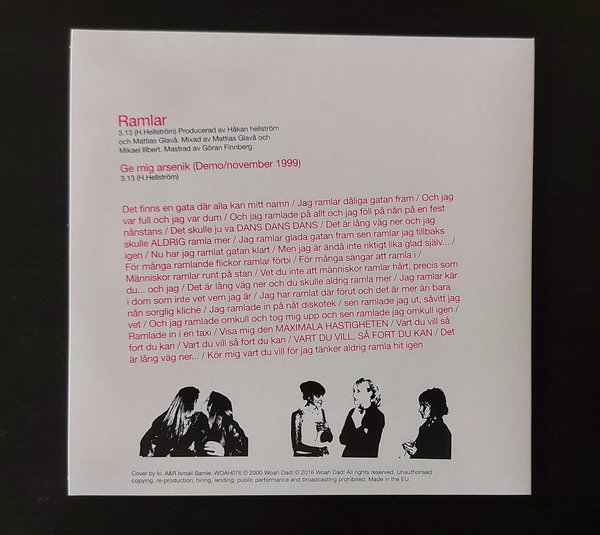 Ramlar
3.13 (H.Hellström) Producerad av Håkan hellström
och Mattias Glavå. Mixad av Mattias Glavå och
Mikael Illbert. Mastrad av Göran Finnberg.
Ge mig arsenik (Demo/november 1999)
3.13 (H.Hellström)
Det finns en gata där alla kan mitt namn / Jag ramlar dåliga gatan fram / Och jag
var full och jag var dum / Och jag ramlade på allt och jag föll på nån på en fest
nånstans / Det skulle ju va DANS DANS DANS / Det är lång väg ner och jag
skulle ALDRIG ramla mer / Jag ramlar glada gatan fram sen ramlar jag tillbaks
igen / Nu har jag ramlat gatan klart / Men jag är ändå inte riktigt lika glad själv... /
För många ramlande flickor ramlar förbi / För många sängar att ramla i /
Människor ramlar runt på stan / Vet du inte att människor ramlar hårt, precis som
du... och jag / Det är lång väg ner och du skulle aldrig ramla mer / Jag ramlar kär
i dom som inte vet vem jag är / Jag har ramlat där förut och det är mer än bara
nån sorglig kliché / Jag ramlade in på nåt diskotek / sen ramlade jag ut, såvitt jag
vet / Och jag ramlade omkull och tog mig upp och sen ramlade jag omkull igen /
Ramlade in i en taxi / Visa mig den MAXIMALA HASTIGHETEN / Vart du vill så
fort du kan / Vart du vill så fort du kan / VART DU VILL, SÅ FORT DU KAN / Det
är lång väg ner... / Kör mig vart du vill för jag tänker aldrig ramla hit igen
Cover by Io. A&R Ismail Samie. WOAH076 ℗ 2000 Woah Dad! © 2016 Woah Dad! All rights reserved. Unauthorised
copying, re-production, hiring, lending, public performance and broadcasting prohibited. Made in the EU.